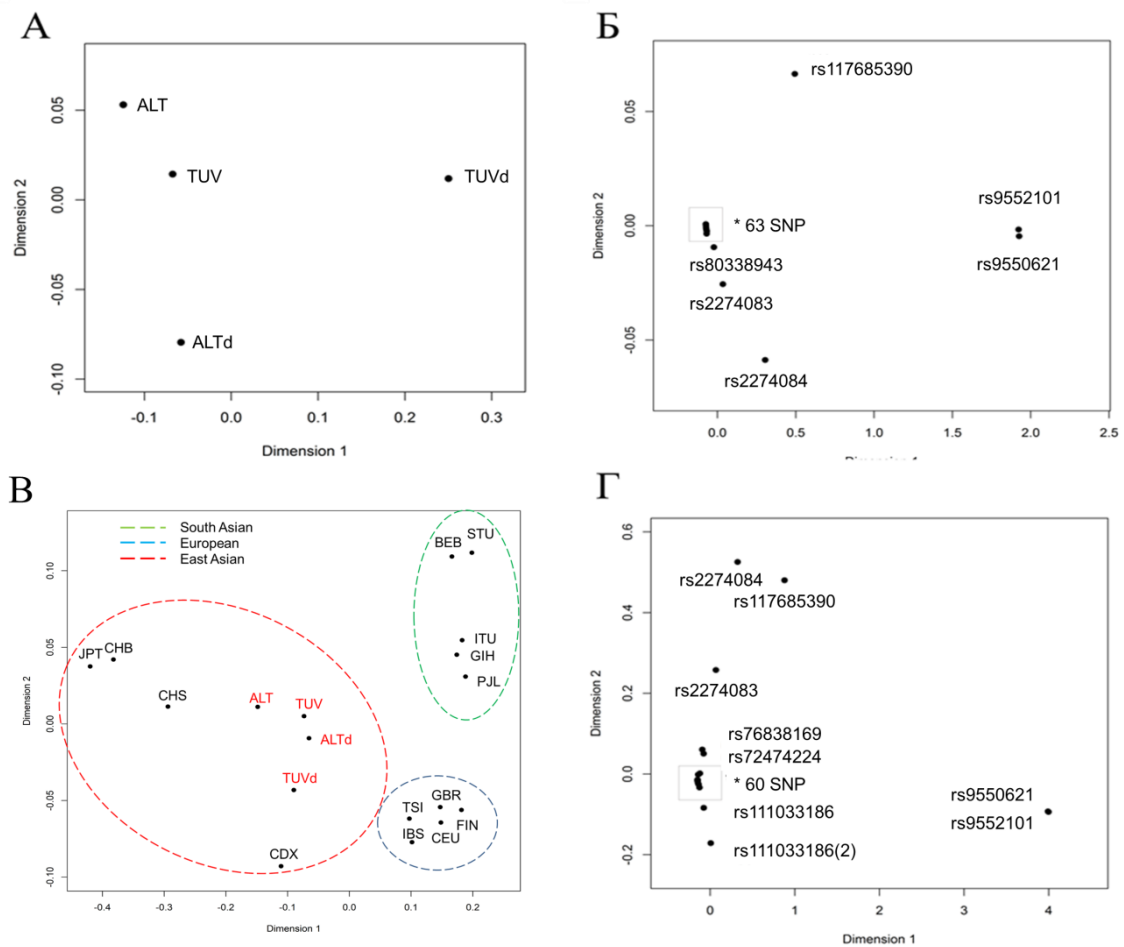 А
0.05
0.00
-0.05
-0.10
Dimension 2
ALT
TUV
TUVd
ALTd
-0.1 0.0 0.1 0.2 0.3
Dimension 1
Б
0.05
0.00
-0.05
Dimension 2
rs117685390
* 63 SNP
rs80338943
rs2274083
rs2274084
rs9552101
rs9550621
0.0 0.5 1.0 1.5 2.0 2.5
В
South Asian
European
East Asian
0.10
0.05
0.00
-0.05
-0.10
Dimension 2
BEB STU
ITU
GIH
PJL
JPT CHB
CHS
ALT TUV
ALTd
TUVd
CDX
TSI GBR
IBS CEU FIN
-0.4 -0.3 -0.2 -0.1 0.0 0.1 0.2
Dimension 1
Г
0.6
0.4
0.2
0.0
-0.2
Dimension 2
rs2274084
rs117685390
rs2274083
rs76838169
rs72474224
* 60 SNP
rs111033186
rs111033186(2)
rs9550621
rs9552101
0 1 2 3 4
Dimension 1